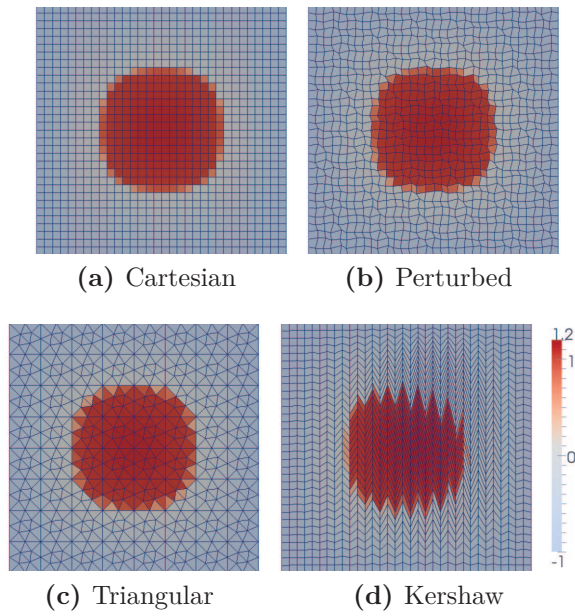 (a) Cartesian
(b) Perturbed
1.2
1
0
-1
(c) Triangular
(d) Kershaw